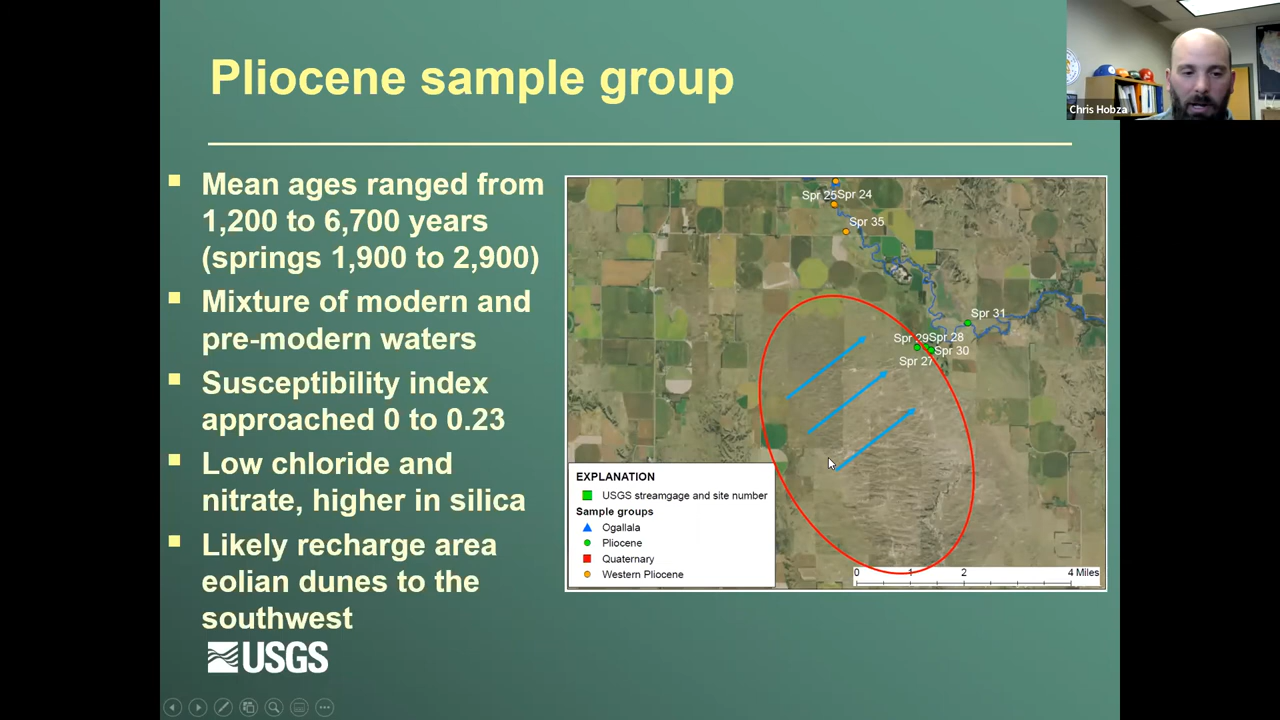 Pliocene sample group
Chris Hobza
Mean ages ranged from
1,200 to 6,700 years
(springs 1,900 to 2,900)
Mixture of modern and
pre-modern waters
Susceptibility index
approached 0 to 0.23
Low chloride and
nitrate, higher in silica
Likely recharge area
eolian dunes to the
southwest
USGS
Spr 25 Spr 24
Spr 35
Spr 31
Spr 29 Spr 28
Spr 30
Spr 27
EXPLANATION
USGS streamgage and site number
Sample groups
Ogallala
Pliocene
Quaternary
Western Pliocene
0 1 2 4 Miles